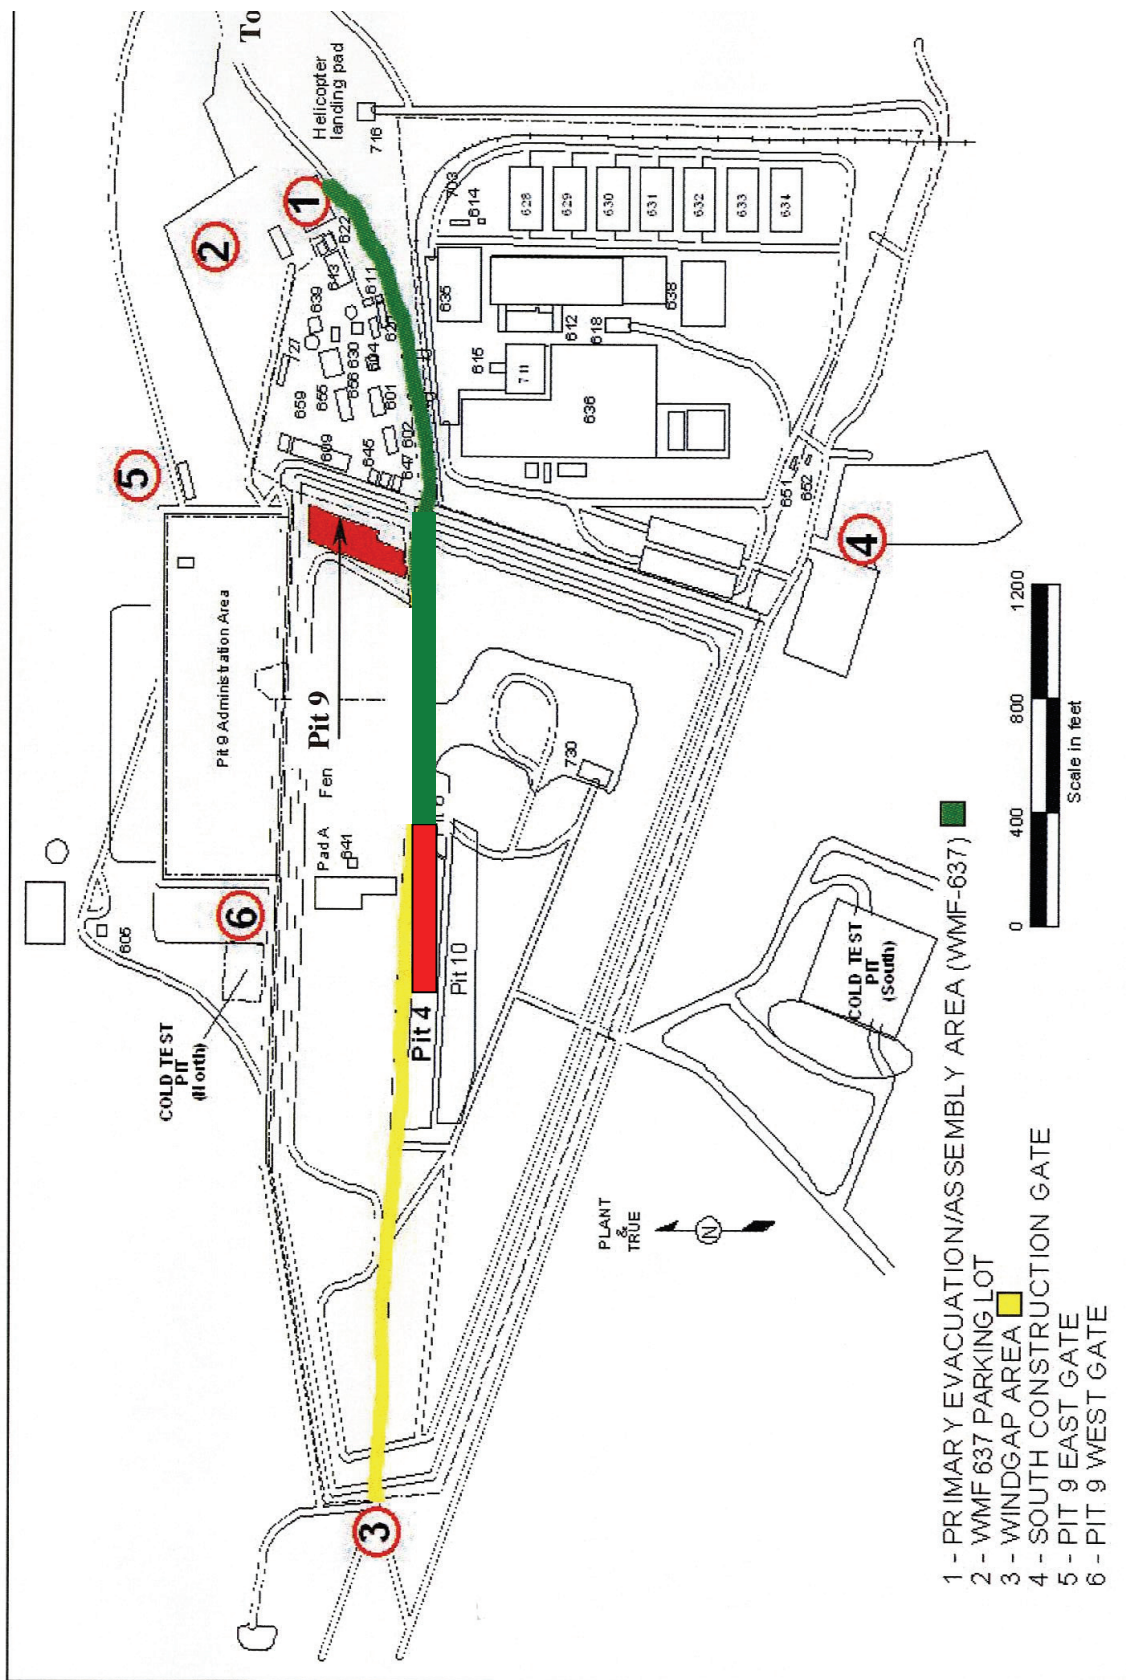 To
Helicopter
landing pad
716
1
2
703
614
622
643
611
639
621
635
628
629
630
631
632
633
634
638
612
618
615
711
727
630
604
656
655
659
601
602
609
645
647
636
5
651
652
4
Pit 9 Administration Area
Pit 9
Pad A
Fen
641
730
6
605
COLD TEST
PIT
(North)
Pit 4
Pit 10
COLD TEST
PIT
(South)
3
PLANT
&
TRUE
N
0 400 800 1200
Scale in feet
1 - PRIMARY EVACUATION/ASSEMBLY AREA (WMF-637)
2 - WMF 637 PARKING LOT
3 - WINDGAP AREA
4 - SOUTH CONSTRUCTION GATE
5 - PIT 9 EAST GATE
6 - PIT 9 WEST GATE